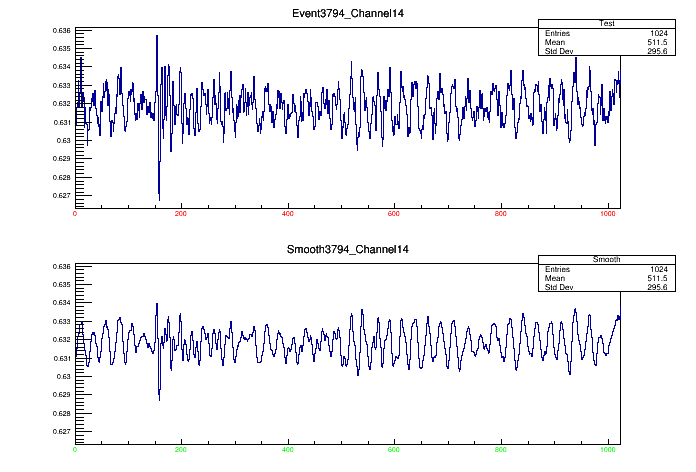 Event3794_Channel14
Test
Entries 1024
Mean 511.5
Std Dev 295.6
0.636
0.635
0.634
0.633
0.632
0.631
0.63
0.629
0.628
0.627
0 200 400 600 800 1000
Smooth3794_Channel14
Smooth
Entries 1024
Mean 511.5
Std Dev 295.6
0.636
0.635
0.634
0.633
0.632
0.631
0.63
0.629
0.628
0.627
0 200 400 600 800 1000